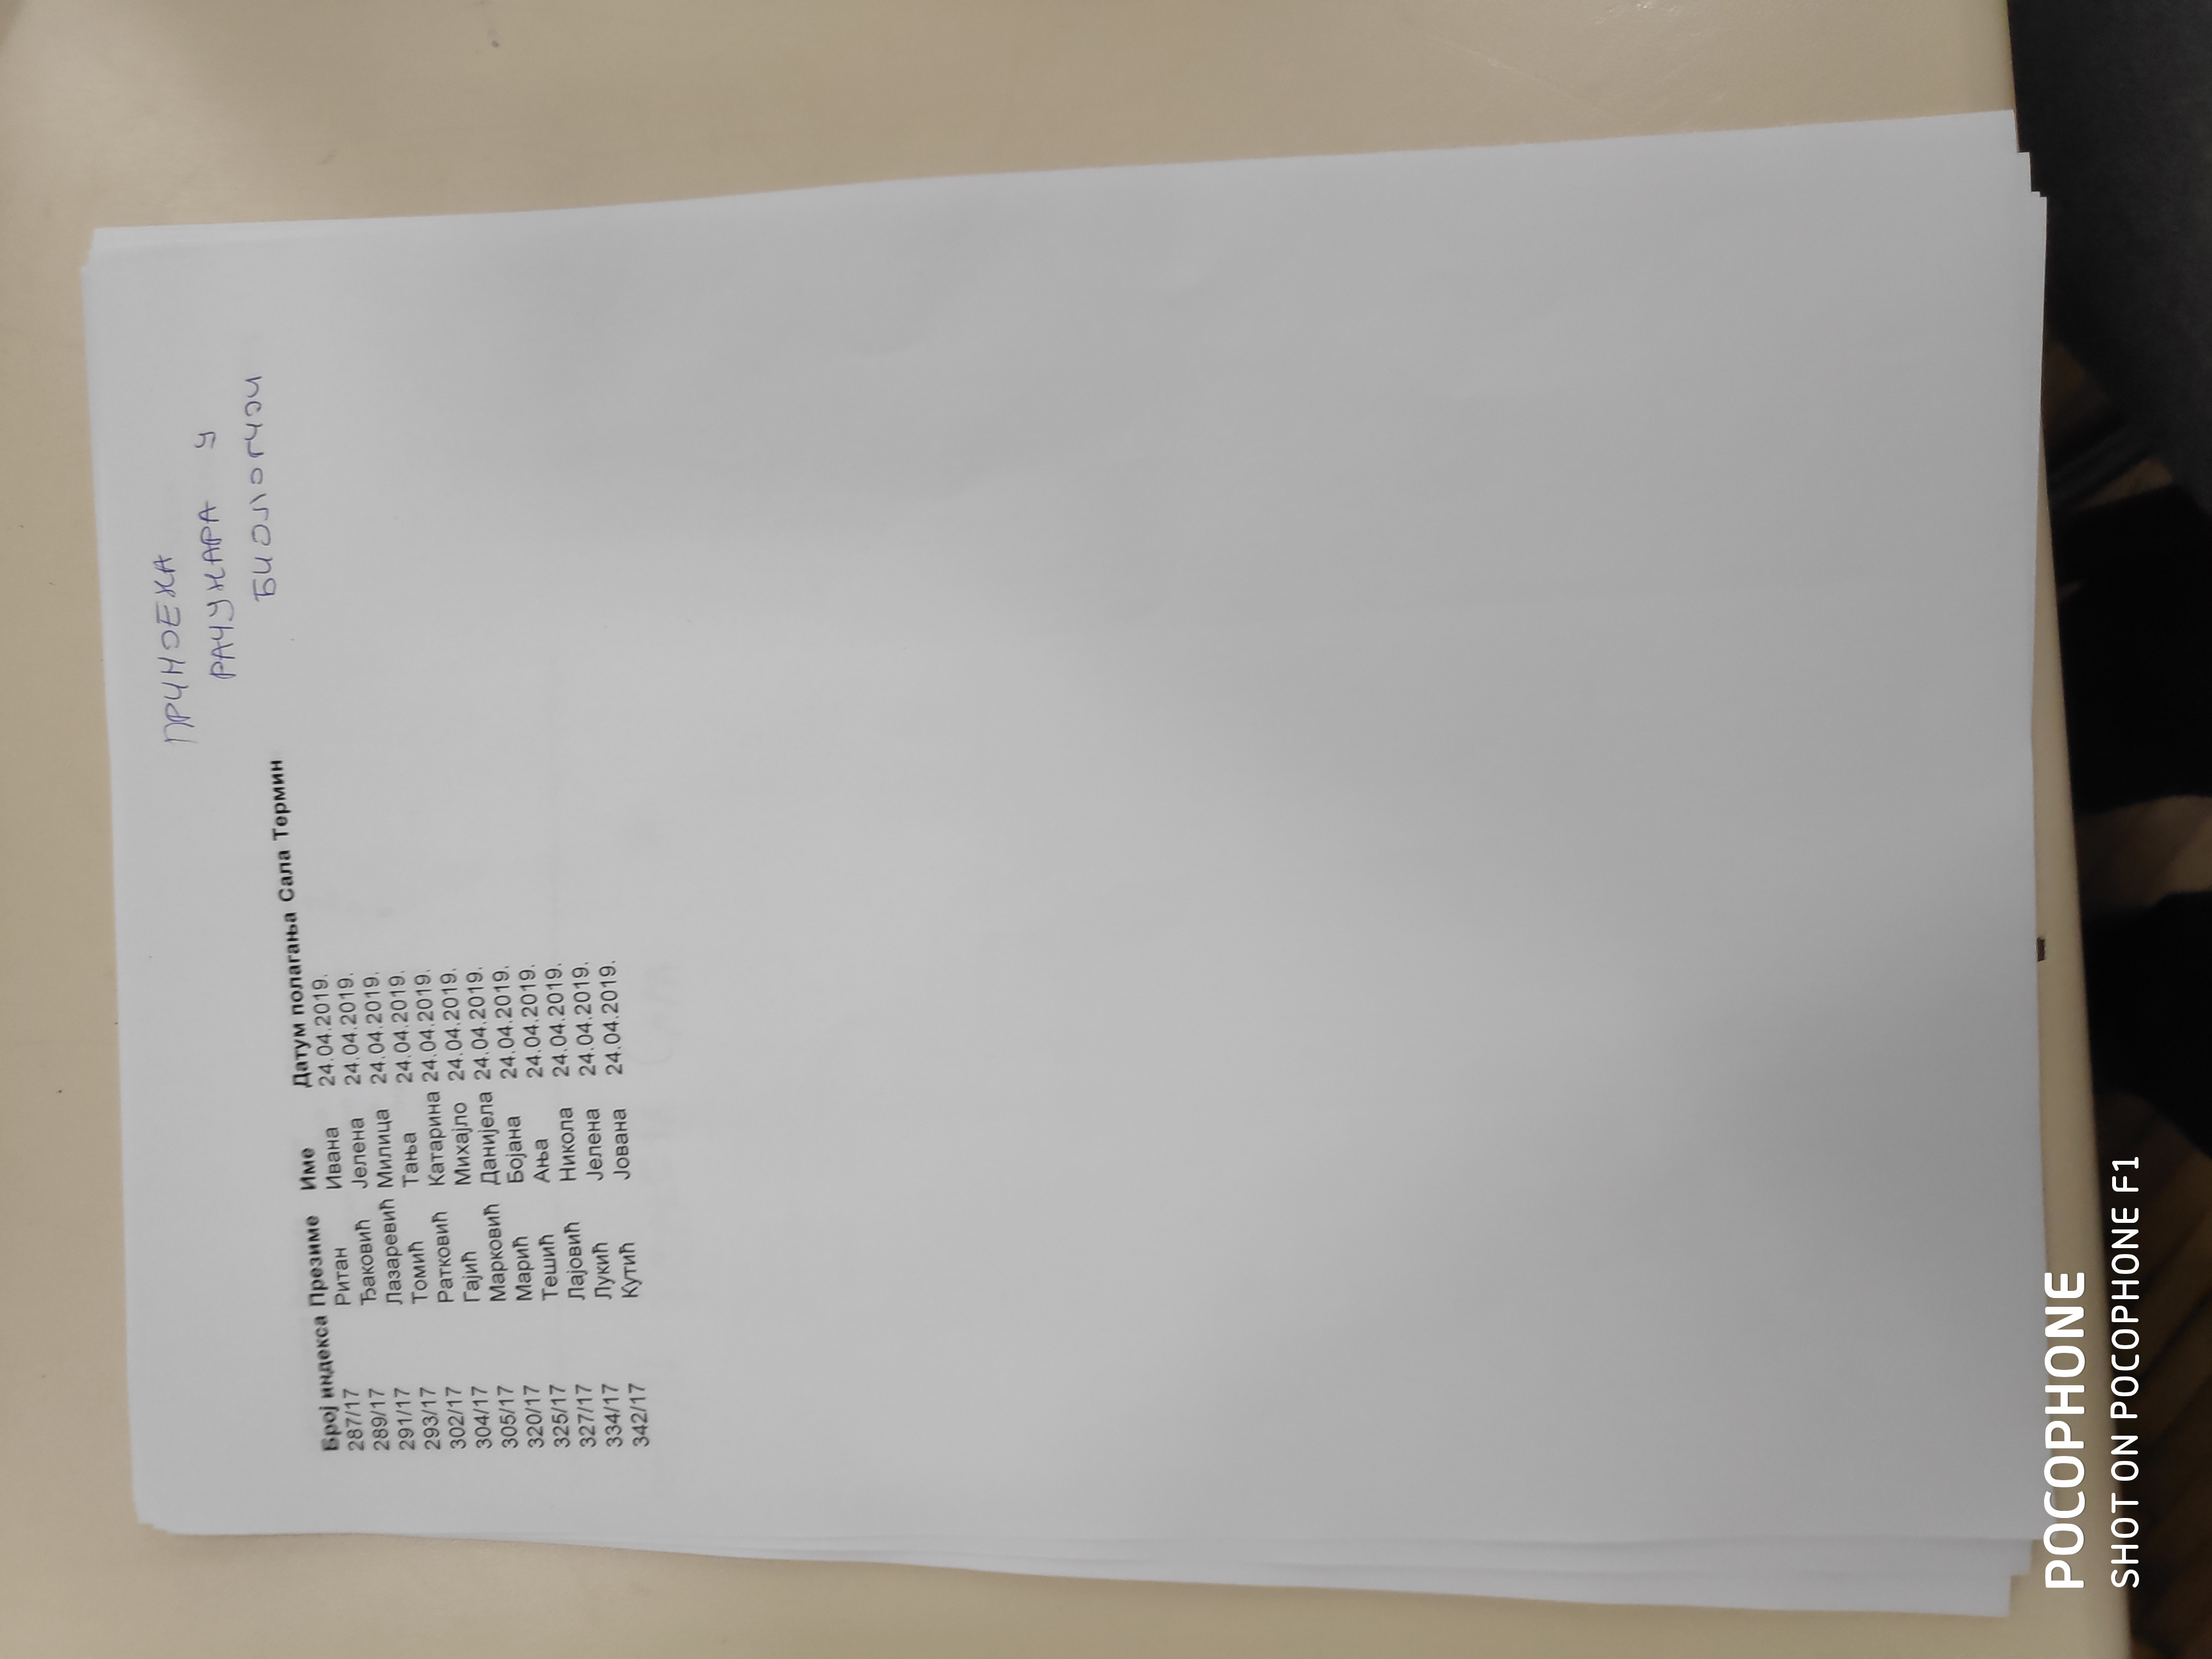 ПРИМЈЕНА
РАЧУНАРА У
БИОЛОГИЈИ
Број индекса Презиме Име Датум полагања Сала Термин
287/17 Ритан Ивана 24.04.2019.
289/17 Ђаковић Јелена 24.04.2019.
291/17 Лазаревић Милица 24.04.2019.
293/17 Томић Тања 24.04.2019.
302/17 Ратковић Катарина 24.04.2019.
304/17 Гајић Михајло 24.04.2019.
305/17 Марковић Данијела 24.04.2019.
320/17 Марић Бојана 24.04.2019.
325/17 Тешић Ања 24.04.2019.
327/17 Лајовић Никола 24.04.2019.
334/17 Лукић Јелена 24.04.2019.
342/17 Кутић Јована 24.04.2019.
POCOPHONE
SHOT ON POCOPHONE F1